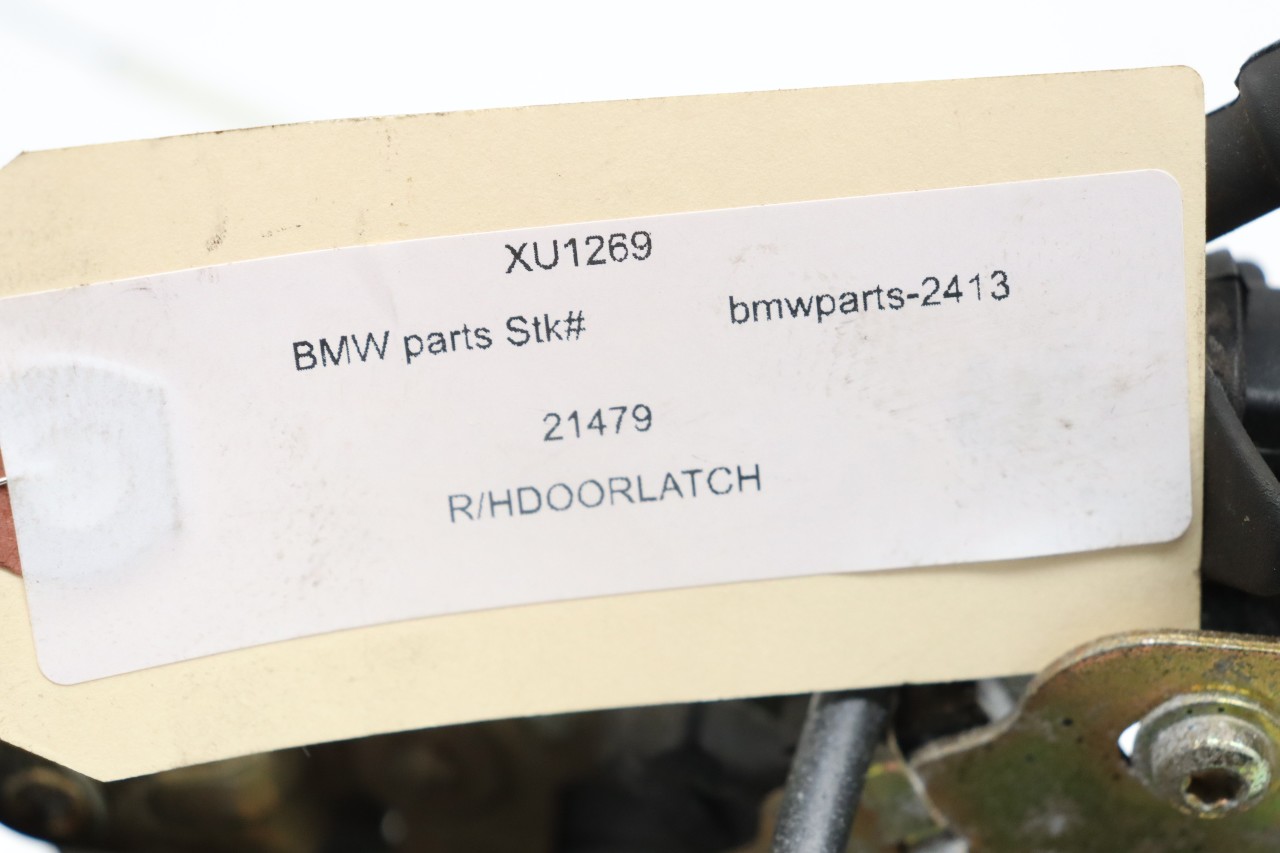 XU1269
BMW parts Stk# bmwparts-2413
21479
R/HDOORLATCH